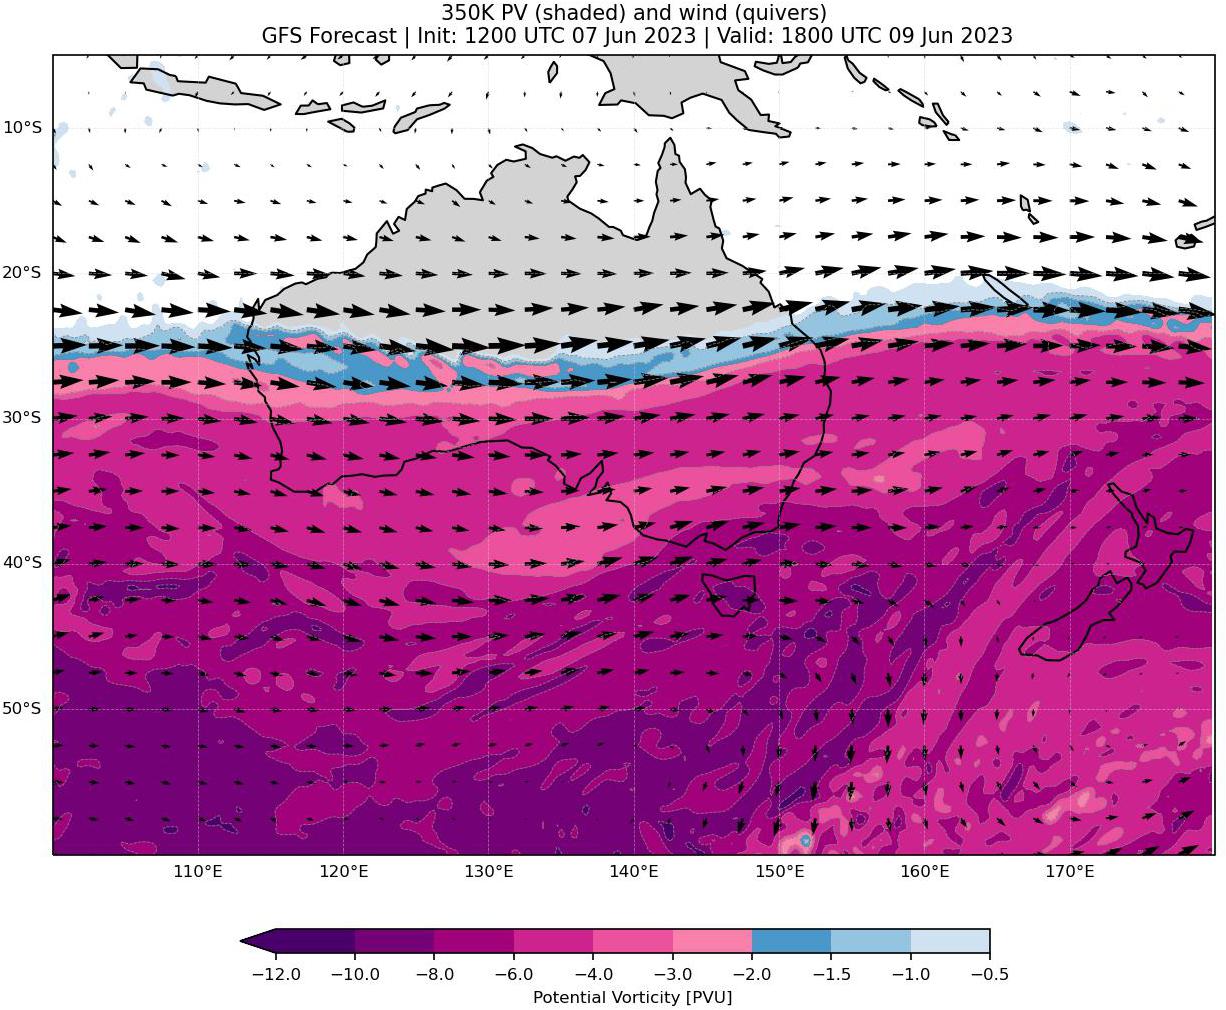 350K PV (shaded) and wind (quivers)
GFS Forecast | Init: 1200 UTC 07 Jun 2023 | Valid: 1800 UTC 09 Jun 2023
10°S
20°S
30°S
40°S
50°S
110°E 120°E 130°E 140°E 150°E 160°E 170°E
−12.0 −10.0 −8.0 −6.0 −4.0 −3.0 −2.0 −1.5 −1.0 −0.5
Potential Vorticity [PVU]